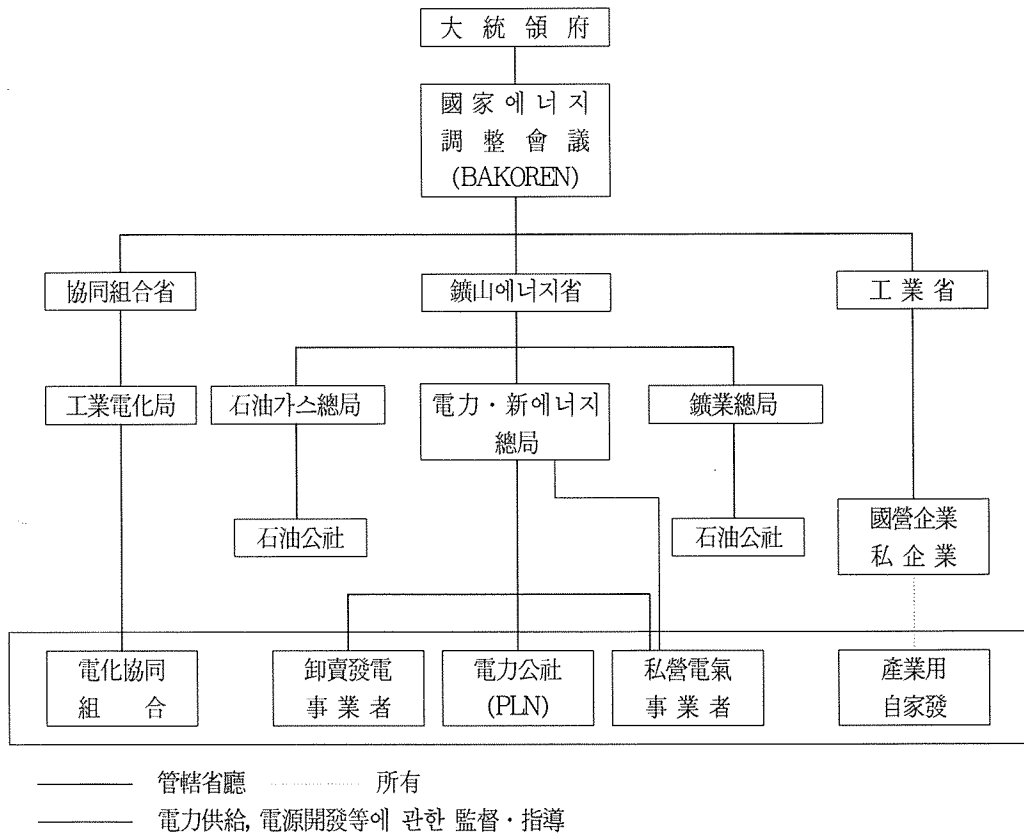 大統領府
國家에너지
調整會議
(BAKOREN)
協同組合省
鑛山에너지省
工業省
工業電化局
石油가스總局
電力・新에너지
總局
鑛業總局
石油公社
石油公社
國營企業
私企業
電化協同
組合
卸賣發電
事業者
電力公社
(PLN)
私營電氣
事業者
産業用
自家發
管轄省廳 所有
電力供給, 電源開發等에 관한 監督・指導